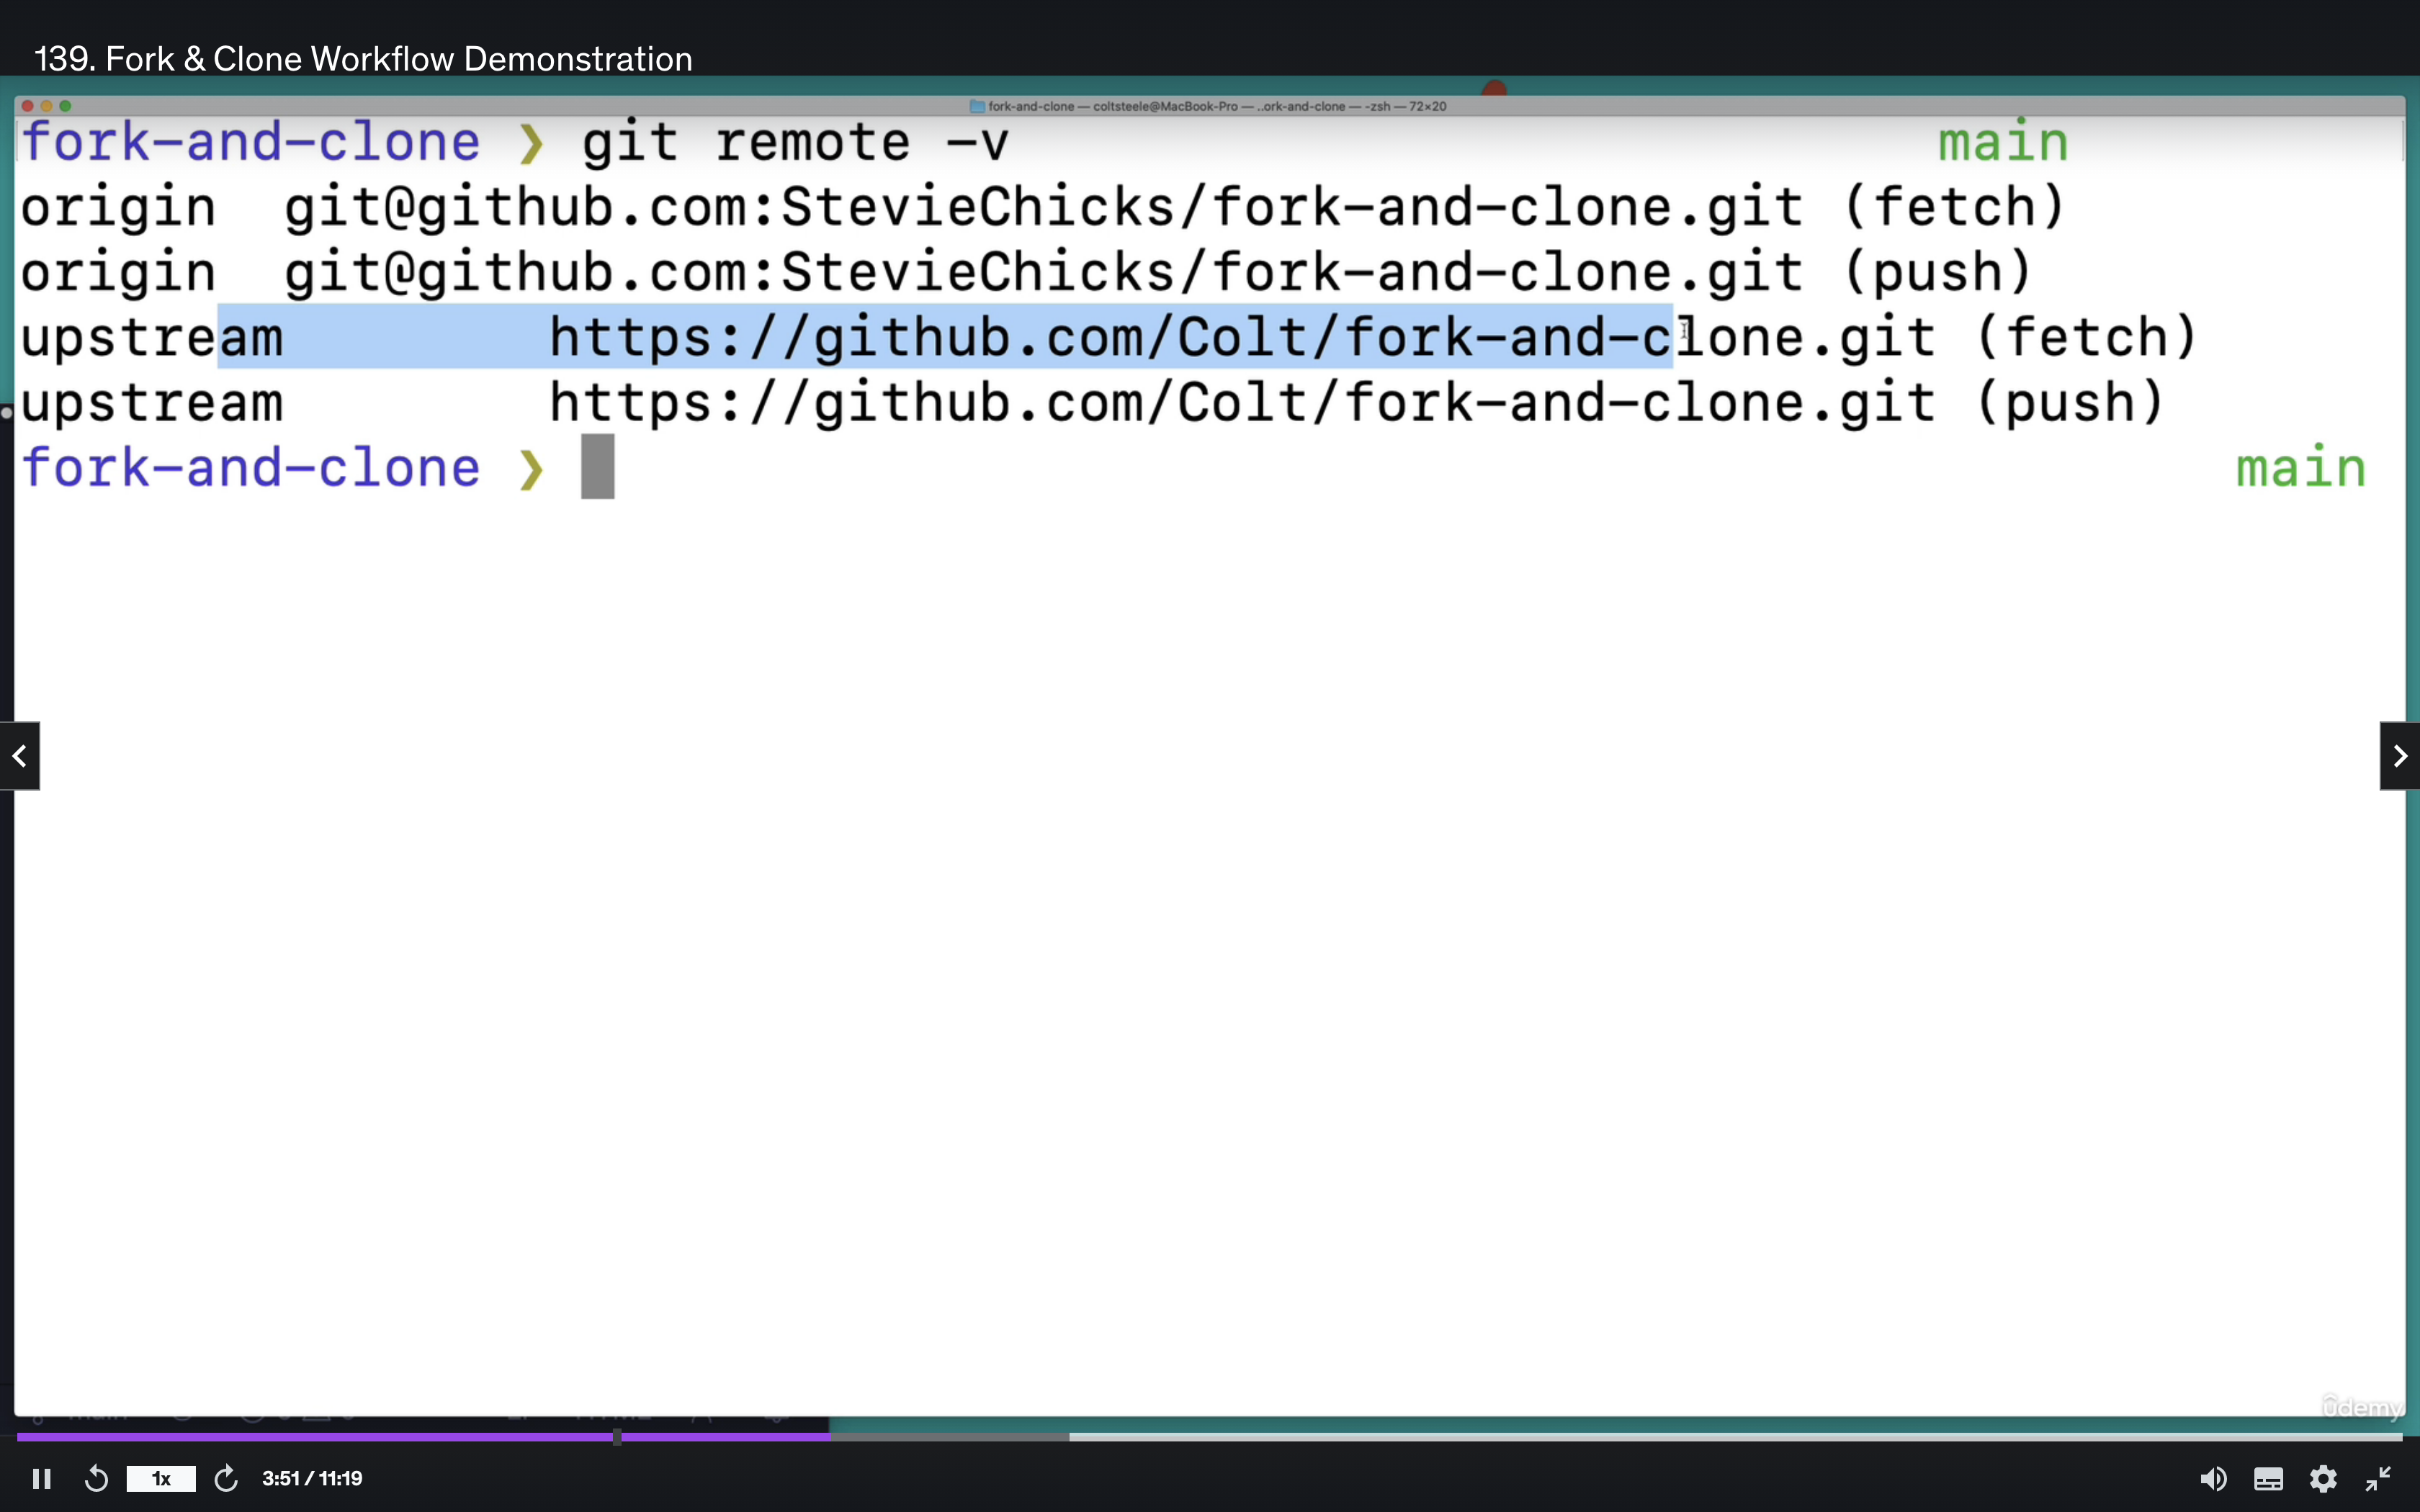 139. Fork & Clone Workflow Demonstration
fork-and-clone — coltsteele@MacBook-Pro — ..ork-and-clone — -zsh — 72×20
fork-and-clone ❯ git remote -v main
origin git@github.com:StevieChicks/fork-and-clone.git (fetch)
origin git@github.com:StevieChicks/fork-and-clone.git (push)
upstream https://github.com/Colt/fork-and-clone.git (fetch)
upstream https://github.com/Colt/fork-and-clone.git (push)
fork-and-clone ❯ main
udemy
1x 3:51 / 11:19